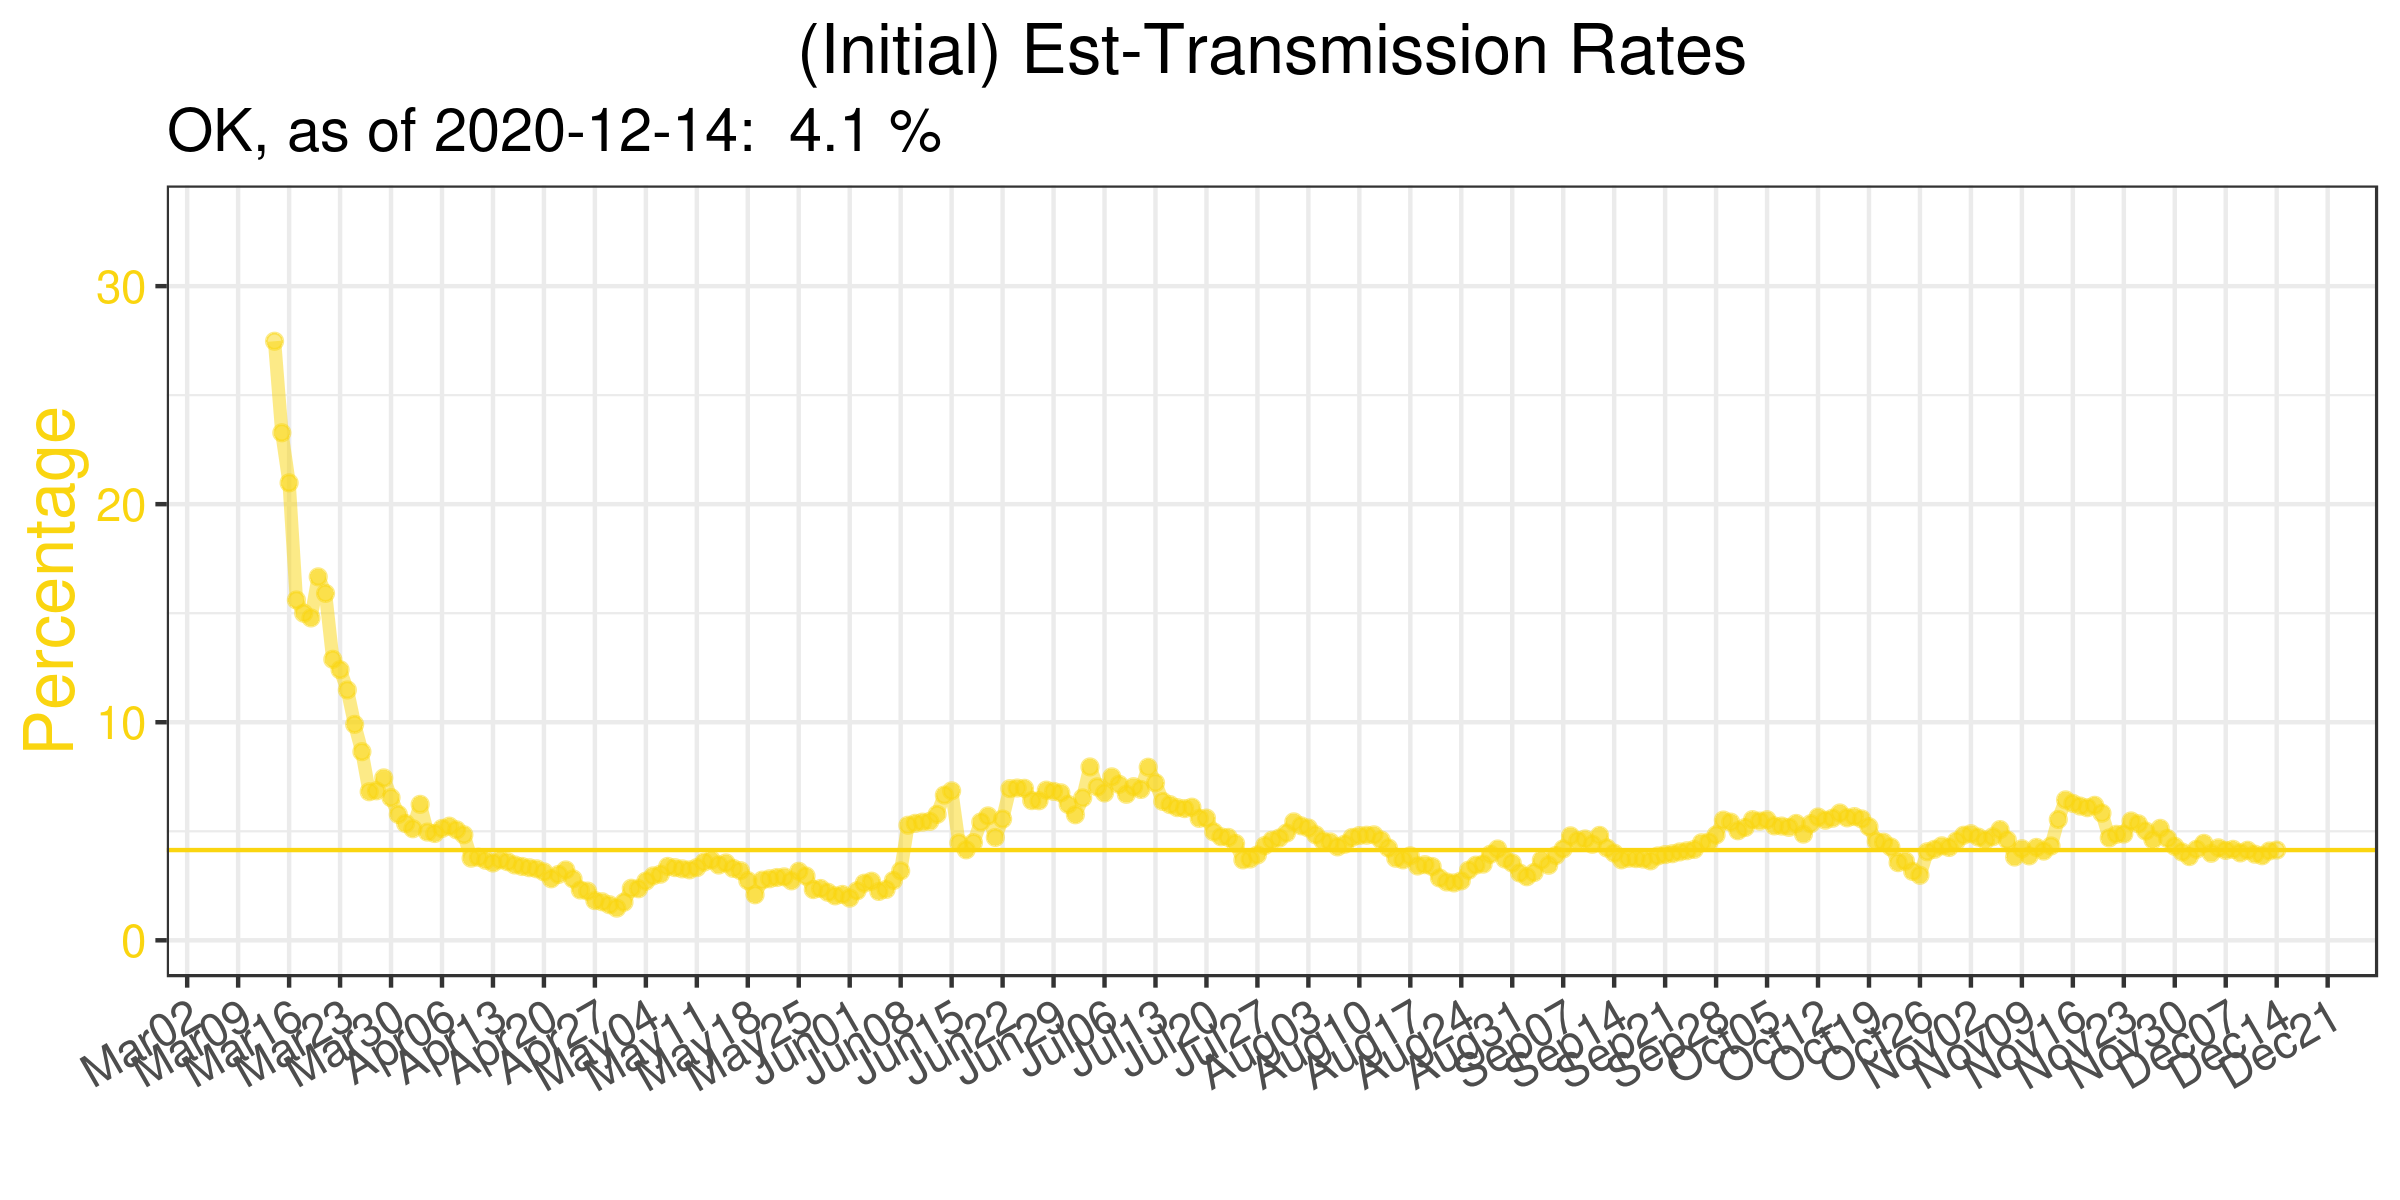 (Initial) Est-Transmission Rates
OK, as of 2020-12-14:  4.1 %
Percentage
30
20
10
0
Mar02
Mar09
Mar16
Mar23
Mar30
Apr06
Apr13
Apr20
Apr27
May04
May11
May18
May25
Jun01
Jun08
Jun15
Jun22
Jun29
Jul06
Jul13
Jul20
Jul27
Aug03
Aug10
Aug17
Aug24
Aug31
Sep07
Sep14
Sep21
Sep28
Oct05
Oct12
Oct19
Oct26
Nov02
Nov09
Nov16
Nov23
Nov30
Dec07
Dec14
Dec21